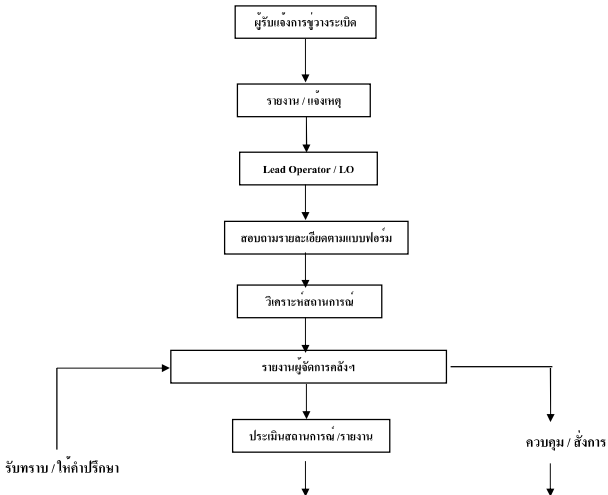 ผู้รับแจ้งการขู่วางระเบิด
รายงาน / แจ้งเหตุ
Lead Operator / LO
สอบถามรายละเอียดตามแบบฟอร์ม
วิเคราะห์สถานการณ์
รายงานผู้จัดการคลังฯ
ประเมินสถานการณ์ /รายงาน
ควบคุม / สั่งการ
รับทราบ / ให้คำปรึกษา